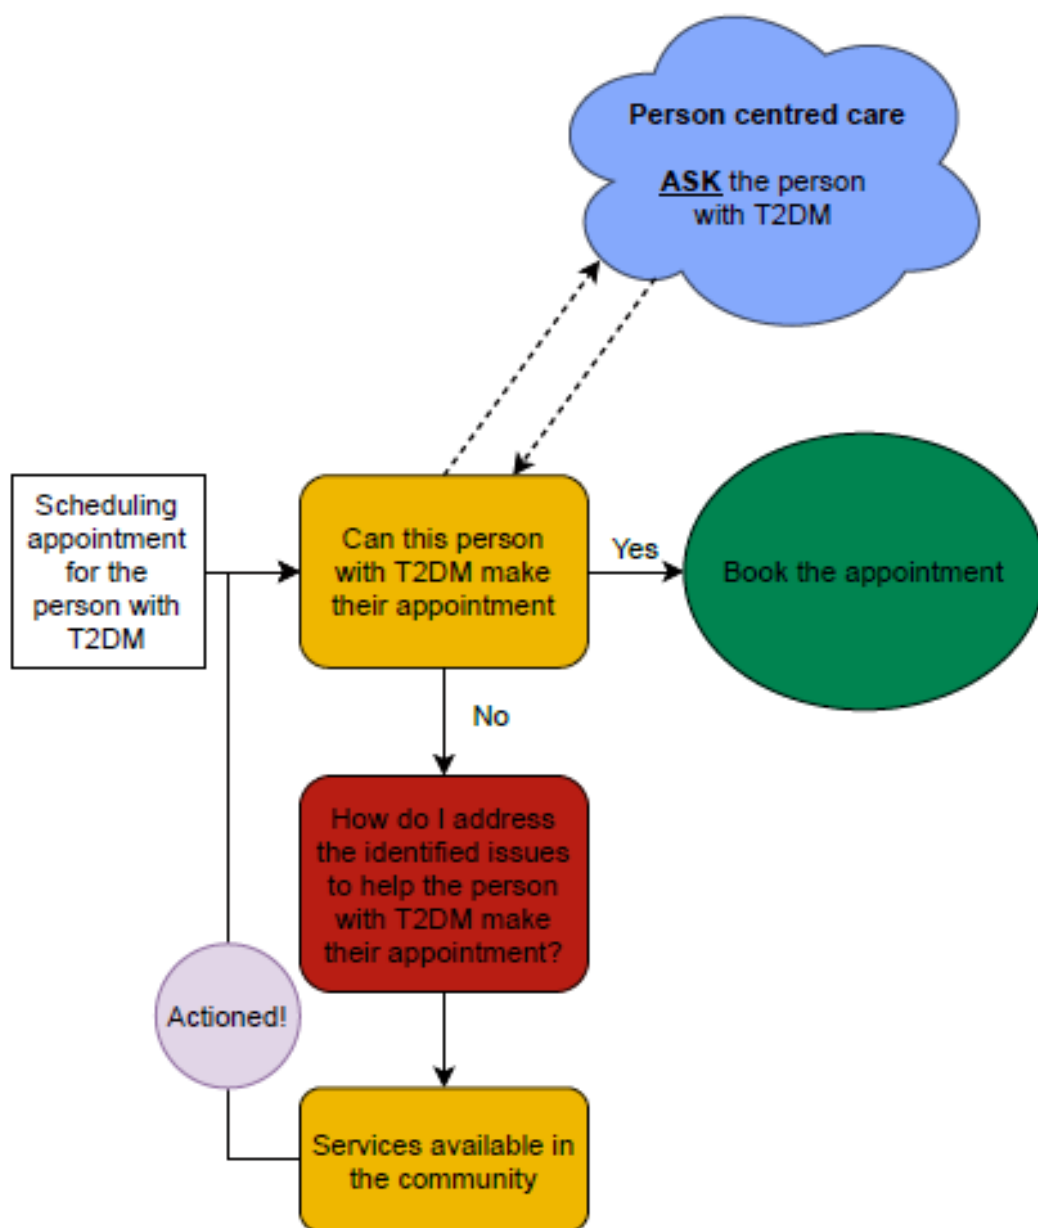 Person centred care
ASK the person
with T2DM
Scheduling
appointment
for the
person with
T2DM
Can this person
with T2DM make
their appointment
Yes
Book the appointment
No
How do I address
the identified issues
to help the person
with T2DM make
their appointment?
Actioned!
Services available in
the community